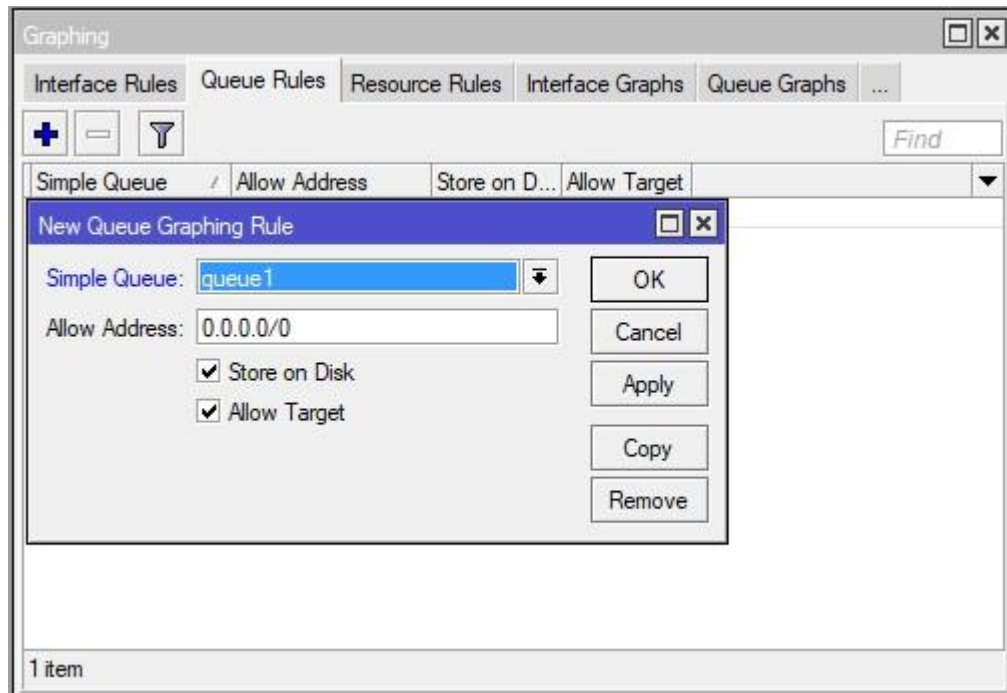 Graphing
Interface Rules Queue Rules Resource Rules Interface Graphs Queue Graphs ...
Find
Simple Queue Allow Address Store on D... Allow Target
New Queue Graphing Rule
Simple Queue: queue1 OK
Allow Address: 0.0.0.0/0 Cancel
Store on Disk Apply
Allow Target
Copy
Remove
1 item